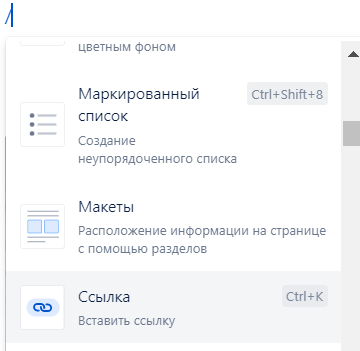 /
цветным фоном
Маркированный Ctrl+Shift+8
список
Создание
неупорядоченного списка
Макеты
Расположение информации на странице
с помощью разделов
Ссылка Ctrl+K
Вставить ссылку